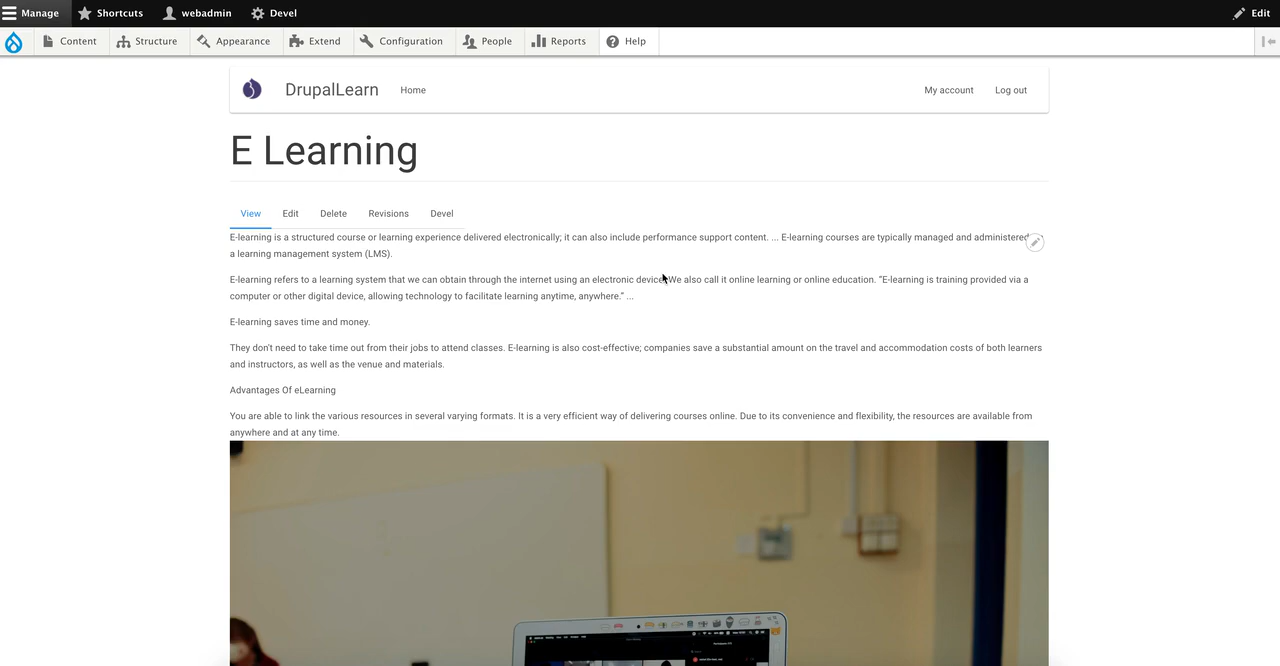 Manage Shortcuts webadmin Devel Edit
Content Structure Appearance Extend Configuration People Reports Help
DrupalLearn Home My account Log out
E Learning
View Edit Delete Revisions Devel
E-learning is a structured course or learning experience delivered electronically; it can also include performance support content. ... E-learning courses are typically managed and administered
a learning management system (LMS).
E-learning refers to a learning system that we can obtain through the internet using an electronic device. We also call it online learning or online education. “E-learning is training provided via a
computer or other digital device, allowing technology to facilitate learning anytime, anywhere.” ...
E-learning saves time and money.
They don't need to take time out from their jobs to attend classes. E-learning is also cost-effective; companies save a substantial amount on the travel and accommodation costs of both learners
and instructors, as well as the venue and materials.
Advantages Of eLearning
You are able to link the various resources in several varying formats. It is a very efficient way of delivering courses online. Due to its convenience and flexibility, the resources are available from
anywhere and at any time.